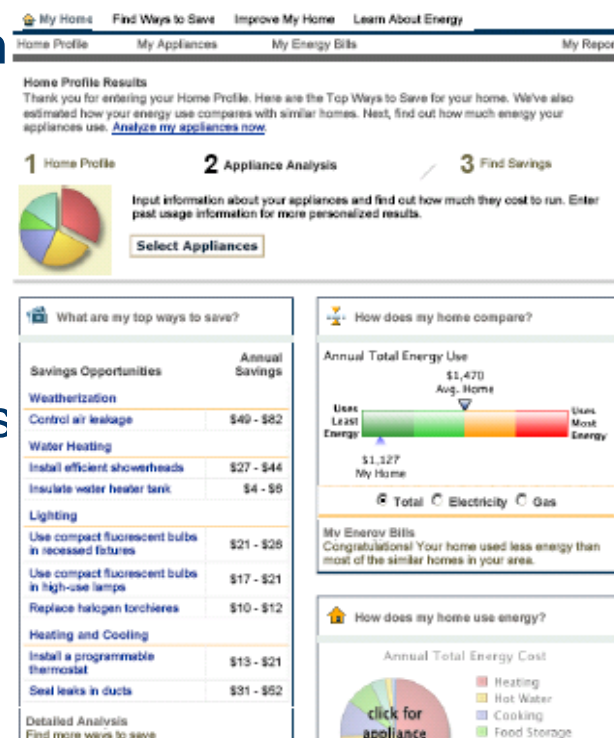 My Home Find Ways to Save Improve My Home Learn About Energy
Home Profile My Appliances My Energy Bills My Repor
Home Profile Results
Thank you for entering your Home Profile. Here are the Top Ways to Save for your home. We've also
estimated how your energy use compares with similar homes. Next, find out how much energy your
appliances use. Analyze my appliances now.
1 Home Profile 2 Appliance Analysis 3 Find Savings
Input information about your appliances and find out how much they cost to run. Enter
past usage information for more personalized results.
Select Appliances
What are my top ways to save?
Savings Opportunities Annual Savings
Weatherization
Control air leakage $49 - $82
Water Heating
Install efficient showerheads $27 - $44
Insulate water heater tank $4 - $6
Lighting
Use compact fluorescent bulbs
in recessed fixtures $21 - $26
Use compact fluorescent bulbs
in high-use lamps $17 - $21
Replace halogen torchieres $10 - $12
Heating and Cooling
Install a programmable
thermostat $13 - $21
Seal leaks in ducts $31 - $52
Detailed Analysis
Find more ways to save
How does my home compare?
Annual Total Energy Use
$1,470
Avg. Home
Uses
Least
Energy
Uses
Most
Energy
$1,127
My Home
Total Electricity Gas
My Energy Bills
Congratulations! Your home used less energy than
most of the similar homes in your area.
How does my home use energy?
Annual Total Energy Cost
click for
appliance
Heating
Hot Water
Cooking
Food Storage